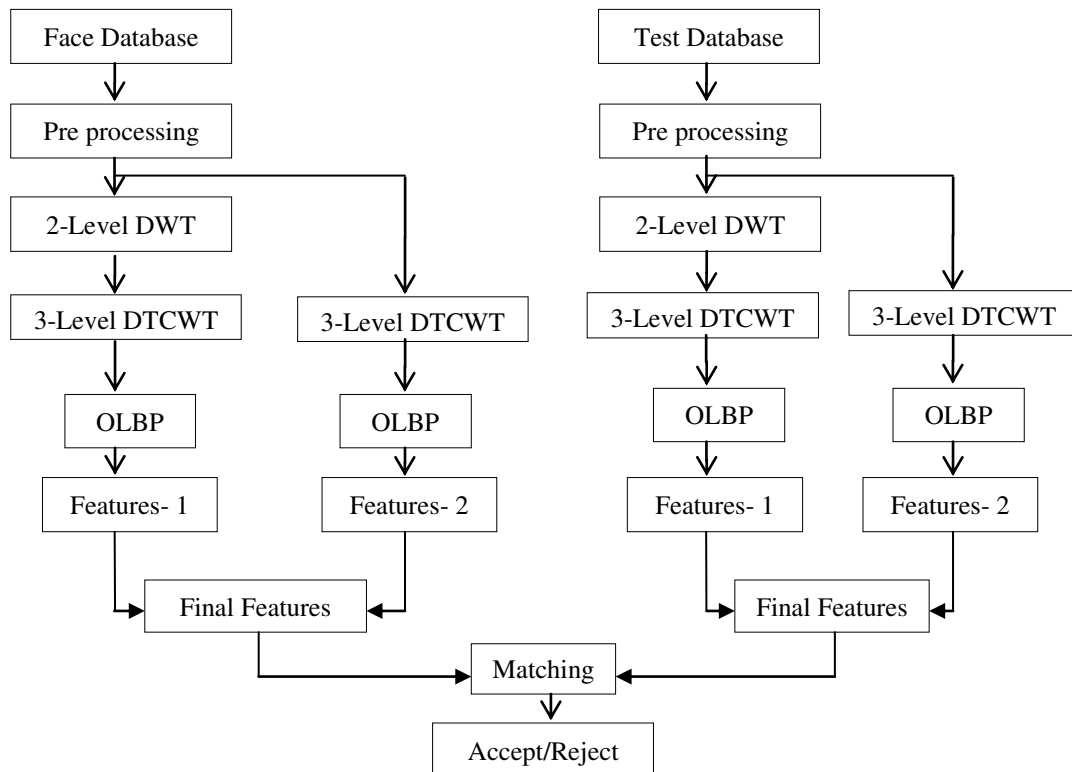 Face Database
Test Database
Pre processing
Pre processing
2-Level DWT
2-Level DWT
3-Level DTCWT
3-Level DTCWT
3-Level DTCWT
3-Level DTCWT
OLBP
OLBP
OLBP
OLBP
Features- 1
Features- 2
Features- 1
Features- 2
Final Features
Final Features
Matching
Accept/Reject